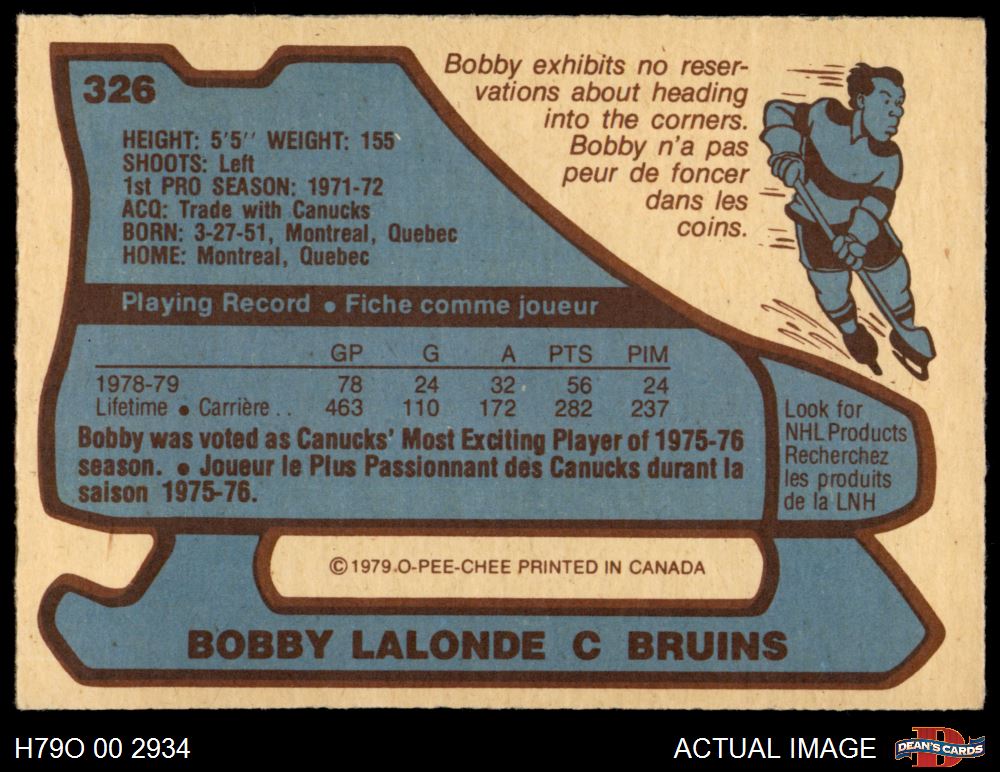 326
HEIGHT: 5'5'' WEIGHT: 155
SHOOTS: Left
1st PRO SEASON: 1971-72
ACQ: Trade with Canucks
BORN: 3-27-51, Montreal, Quebec
HOME: Montreal, Quebec
Bobby exhibits no reser-
vations about heading
into the corners.
Bobby n'a pas
peur de foncer
dans les
coins.
Playing Record • Fiche comme joueur
GP G A PTS PIM
1978-79 78 24 32 56 24
Lifetime • Carrière . . 463 110 172 282 237
Bobby was voted as Canucks' Most Exciting Player of 1975-76
season. • Joueur le Plus Passionnant des Canucks durant la
saison 1975-76.
Look for
NHL Products
Recherchez
les produits
de la LNH
©1979 O-PEE-CHEE PRINTED IN CANADA
BOBBY LALONDE C BRUINS
H79O 00 2934
ACTUAL IMAGE
D
DEAN'S CARDS